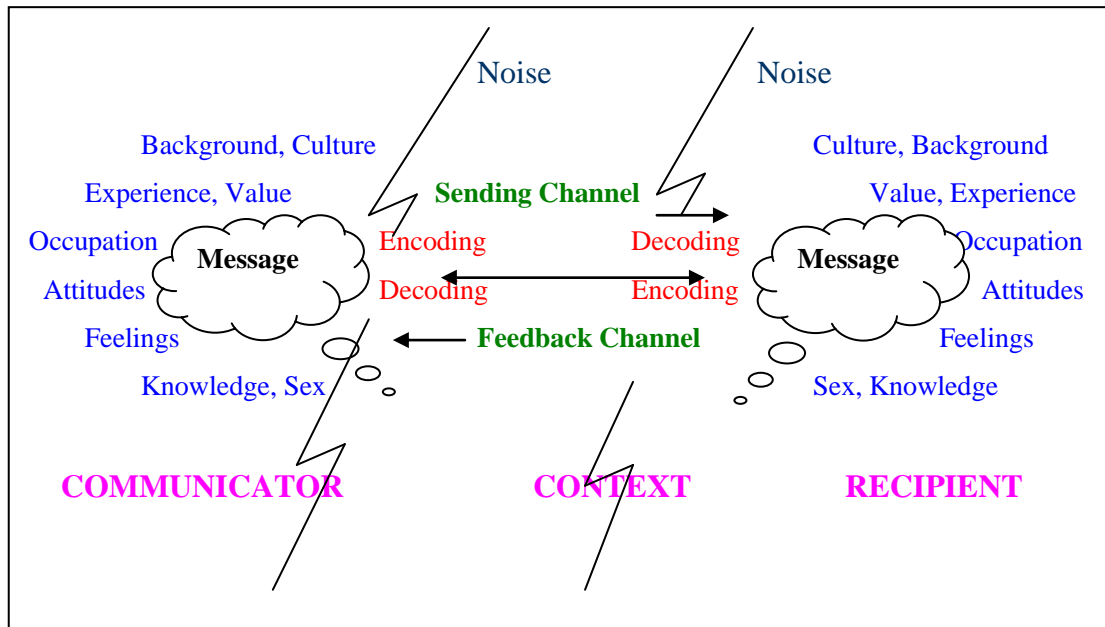 Noise Noise
Background, Culture Culture, Background
Experience, Value Sending Channel Value, Experience
Occupation Message Encoding Decoding Message Occupation
Attitudes Decoding Encoding Attitudes
Feelings Feedback Channel Feelings
Knowledge, Sex Sex, Knowledge
COMMUNICATOR CONTEXT RECIPIENT